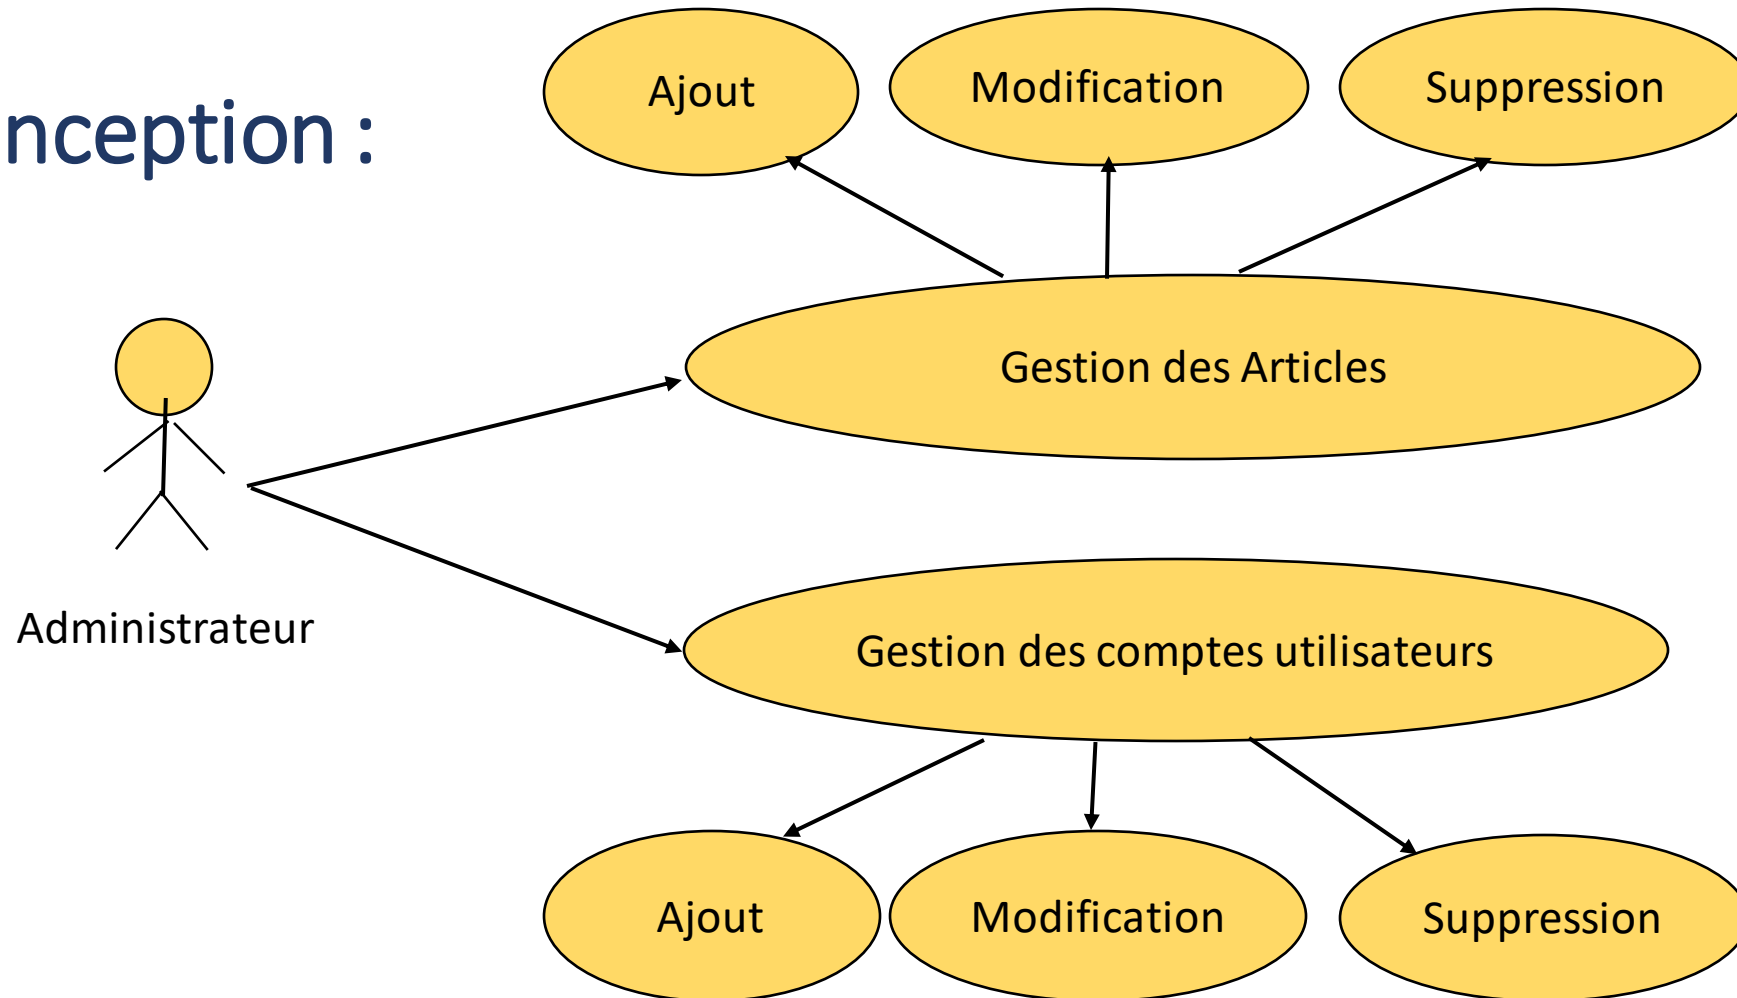 nception :
Ajout
Modification
Suppression
Gestion des Articles
Administrateur
Gestion des comptes utilisateurs
Ajout
Modification
Suppression